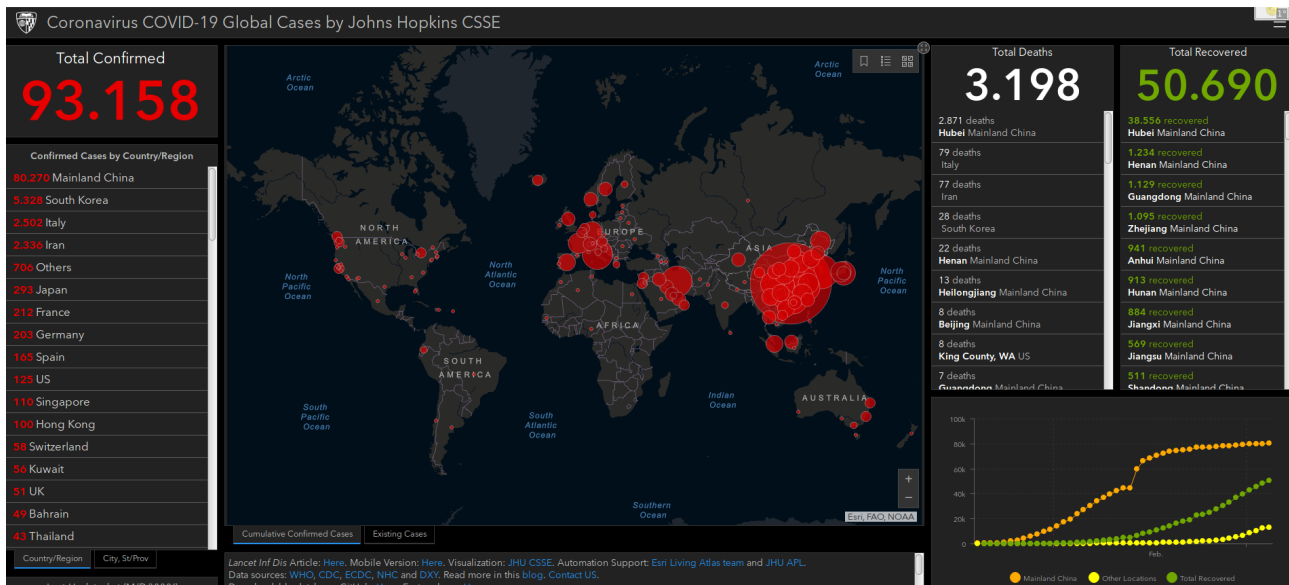 Coronavirus COVID-19 Global Cases by Johns Hopkins CSSE
Total Confirmed
93.158
Confirmed Cases by Country/Region
80.270 Mainland China
5.328 South Korea
2.502 Italy
2.336 Iran
706 Others
293 Japan
212 France
203 Germany
165 Spain
125 US
110 Singapore
100 Hong Kong
58 Switzerland
56 Kuwait
51 UK
49 Bahrain
43 Thailand
Country/Region
City, St/Prov
Arctic
Ocean
Arctic
Ocean
NORTH
AMERICA
EUROPE
ASIA
North
Pacific
Ocean
North
Atlantic
Ocean
North
Pacific
Ocean
AFRICA
SOUTH
AMERICA
Indian
Ocean
AUSTRALIA
South
Pacific
Ocean
South
Atlantic
Ocean
Southern
Ocean
+
−
Esri, FAO, NOAA
Cumulative Confirmed Cases
Existing Cases
Lancet Inf Dis Article: Here. Mobile Version: Here. Visualization: JHU CSSE. Automation Support: Esri Living Atlas team and JHU APL.
Data sources: WHO, CDC, ECDC, NHC and DXY. Read more in this blog. Contact US.
Total Deaths
3.198
2.871 deaths
Hubei Mainland China
79 deaths
Italy
77 deaths
Iran
28 deaths
South Korea
22 deaths
Henan Mainland China
13 deaths
Heilongjiang Mainland China
8 deaths
Beijing Mainland China
8 deaths
King County, WA US
7 deaths
Guangdong Mainland China
Total Recovered
50.690
38.556 recovered
Hubei Mainland China
1.234 recovered
Henan Mainland China
1.129 recovered
Guangdong Mainland China
1.095 recovered
Zhejiang Mainland China
941 recovered
Anhui Mainland China
913 recovered
Hunan Mainland China
884 recovered
Jiangxi Mainland China
569 recovered
Jiangsu Mainland China
511 recovered
Shandong Mainland China
100k
80k
60k
40k
20k
0
Feb.
Mainland China
Other Locations
Total Recovered